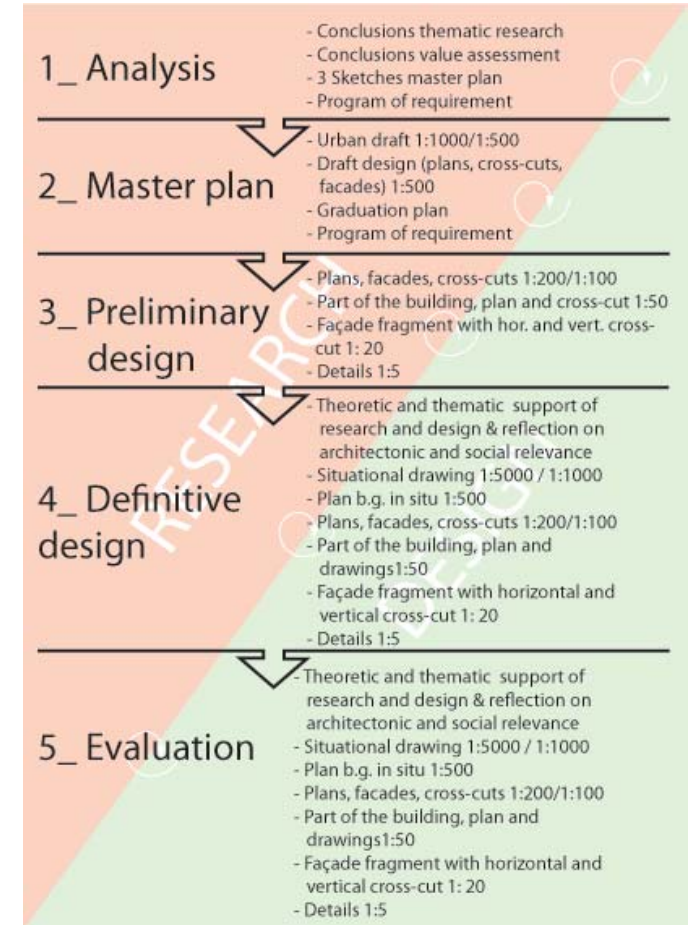 1_ Analysis
- Conclusions thematic research
- Conclusions value assessment
- 3 Sketches master plan
- Program of requirement
2_ Master plan
- Urban draft 1:1000/1:500
- Draft design (plans, cross-cuts,
facades) 1:500
- Graduation plan
- Program of requirement
3_ Preliminary
design
- Plans, facades, cross-cuts 1:200/1:100
- Part of the building, plan and cross-cut 1:50
- Façade fragment with hor. and vert. cross-
cut 1: 20
- Details 1:5
4_ Definitive
design
- Theoretic and thematic support of
research and design & reflection on
architectonic and social relevance
- Situational drawing 1:5000 / 1:1000
- Plan b.g. in situ 1:500
- Plans, facades, cross-cuts 1:200/1:100
- Part of the building, plan and
drawings1:50
- Façade fragment with horizontal and
vertical cross-cut 1: 20
- Details 1:5
5_ Evaluation
- Theoretic and thematic support of
research and design & reflection on
architectonic and social relevance
- Situational drawing 1:5000 / 1:1000
- Plan b.g. in situ 1:500
- Plans, facades, cross-cuts 1:200/1:100
- Part of the building, plan and
drawings1:50
- Façade fragment with horizontal and
vertical cross-cut 1: 20
- Details 1:5
RESEARCH
DESIGN